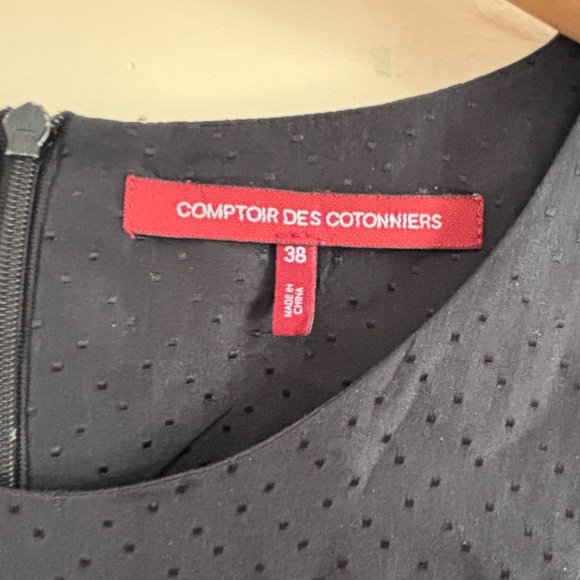 COMPTOIR DES COTONNIERS
38
MADE IN
CHINA